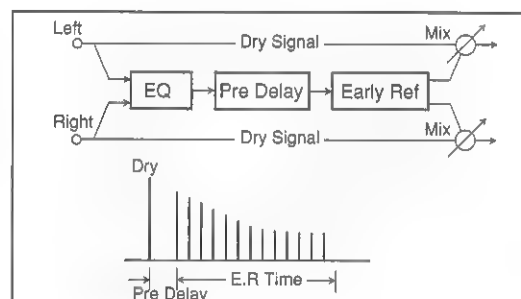 Left
Dry Signal
Mix
EQ
Pre Delay
Early Ref
Right
Dry Signal
Mix
Dry
E.R Time
Pre Delay